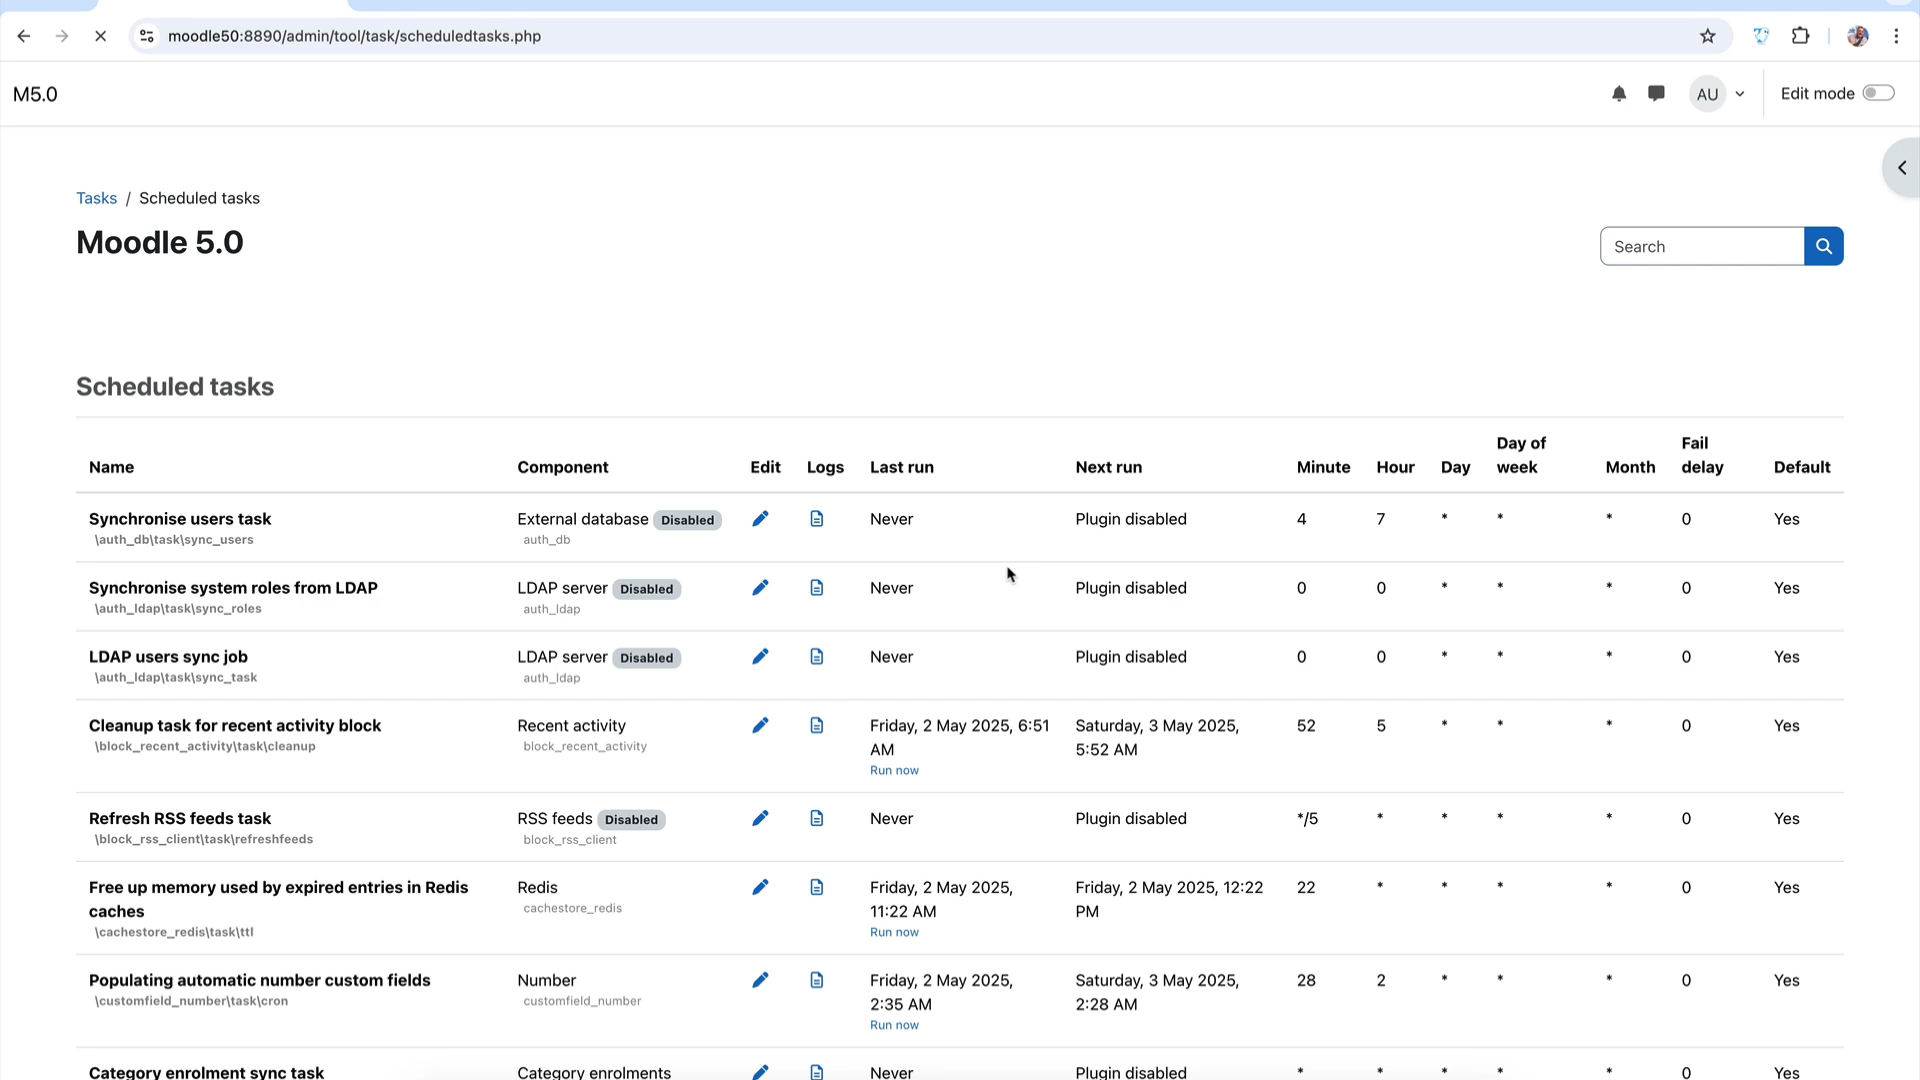 moodle50:8890/admin/tool/task/scheduledtasks.php
M5.0
AU
Edit mode
Tasks / Scheduled tasks
Moodle 5.0
Search
Scheduled tasks
Name Component Edit Logs Last run Next run Minute Hour Day Day of week Month Fail delay Default
Synchronise users task External database Disabled Never Plugin disabled 4 7 * * * 0 Yes
\auth_db\task\sync_users auth_db
Synchronise system roles from LDAP LDAP server Disabled Never Plugin disabled 0 0 * * * 0 Yes
\auth_ldap\task\sync_roles auth_ldap
LDAP users sync job LDAP server Disabled Never Plugin disabled 0 0 * * * 0 Yes
\auth_ldap\task\sync_task auth_ldap
Cleanup task for recent activity block Recent activity Friday, 2 May 2025, 6:51 Saturday, 3 May 2025, 52 5 * * * 0 Yes
\block_recent_activity\task\cleanup block_recent_activity AM 5:52 AM
Run now
Refresh RSS feeds task RSS feeds Disabled Never Plugin disabled */5 * * * * 0 Yes
\block_rss_client\task\refreshfeeds block_rss_client
Free up memory used by expired entries in Redis Redis Friday, 2 May 2025, Friday, 2 May 2025, 12:22 22 * * * * 0 Yes
caches cachestore_redis 11:22 AM PM
\cachestore_redis\task\ttl Run now
Populating automatic number custom fields Number Friday, 2 May 2025, Saturday, 3 May 2025, 28 2 * * * 0 Yes
\customfield_number\task\cron customfield_number 2:35 AM 2:28 AM
Run now
Category enrolment sync task Category enrolments Never Plugin disabled * * * * * 0 Yes